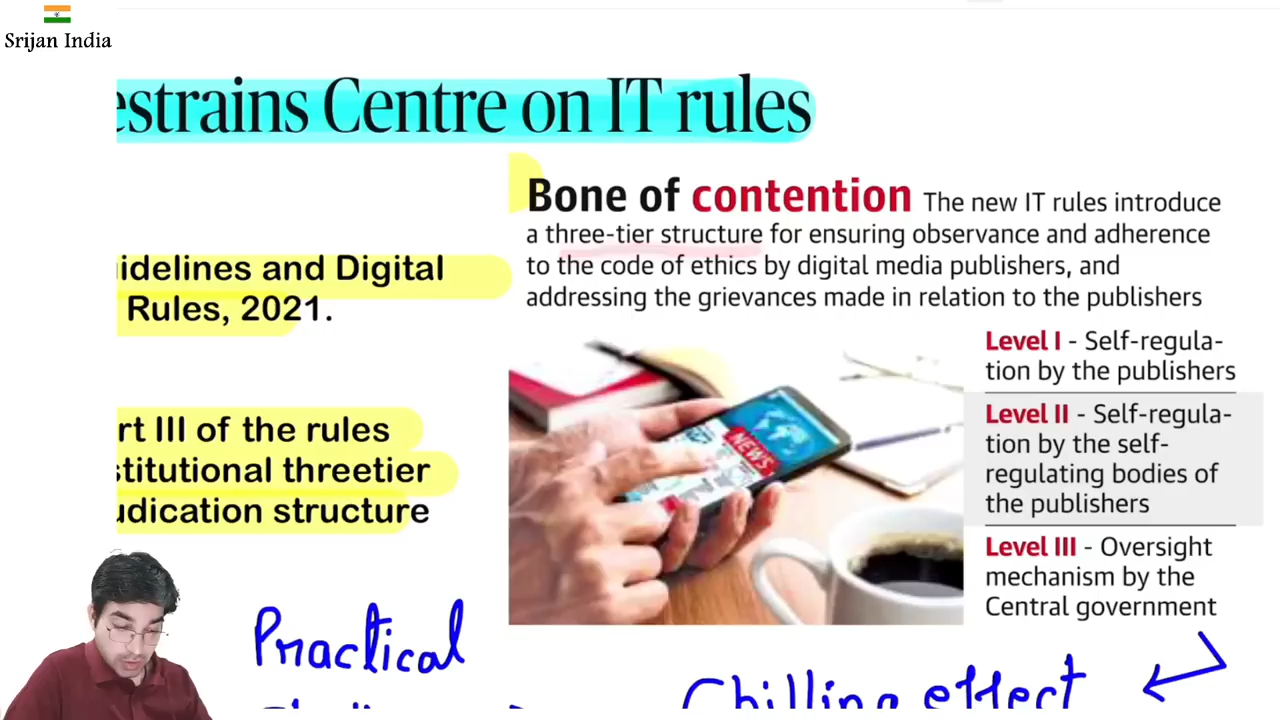 Srijan India
estrains Centre on IT rules
Bone of contention The new IT rules introduce
a three-tier structure for ensuring observance and adherence
to the code of ethics by digital media publishers, and
addressing the grievances made in relation to the publishers
idelines and Digital
Rules, 2021.
rt III of the rules
stitutional threetier
udication structure
NEWS
Level I - Self-regula-
tion by the publishers
Level II - Self-regula-
tion by the self-
regulating bodies of
the publishers
Level III - Oversight
mechanism by the
Central government
Practical
Chilling effect